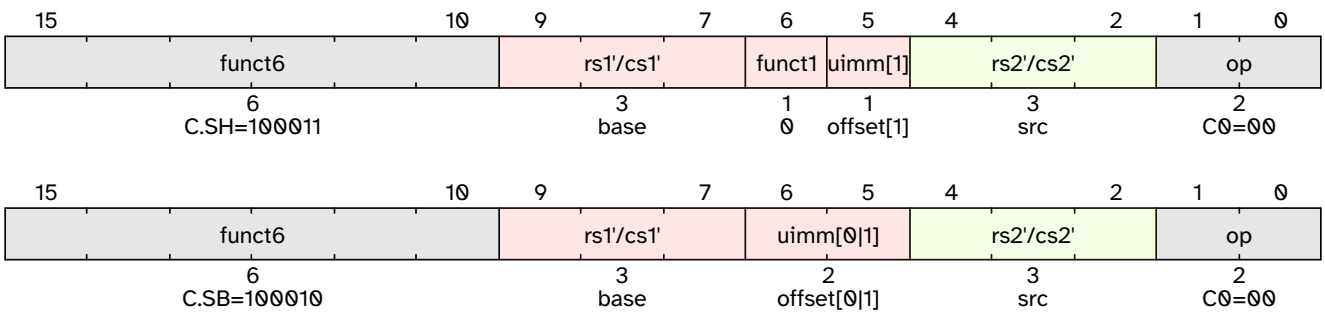 15 10 9 7 6 5 4 2 1 0
funct6 rs1'/cs1' funct1 uimm[1] rs2'/cs2' op
6 3 1 1 3 2
C.SH=100011 base 0 offset[1] src C0=00
15 10 9 7 6 5 4 2 1 0
funct6 rs1'/cs1' uimm[0|1] rs2'/cs2' op
6 3 2 3 2
C.SB=100010 base offset[0|1] src C0=00